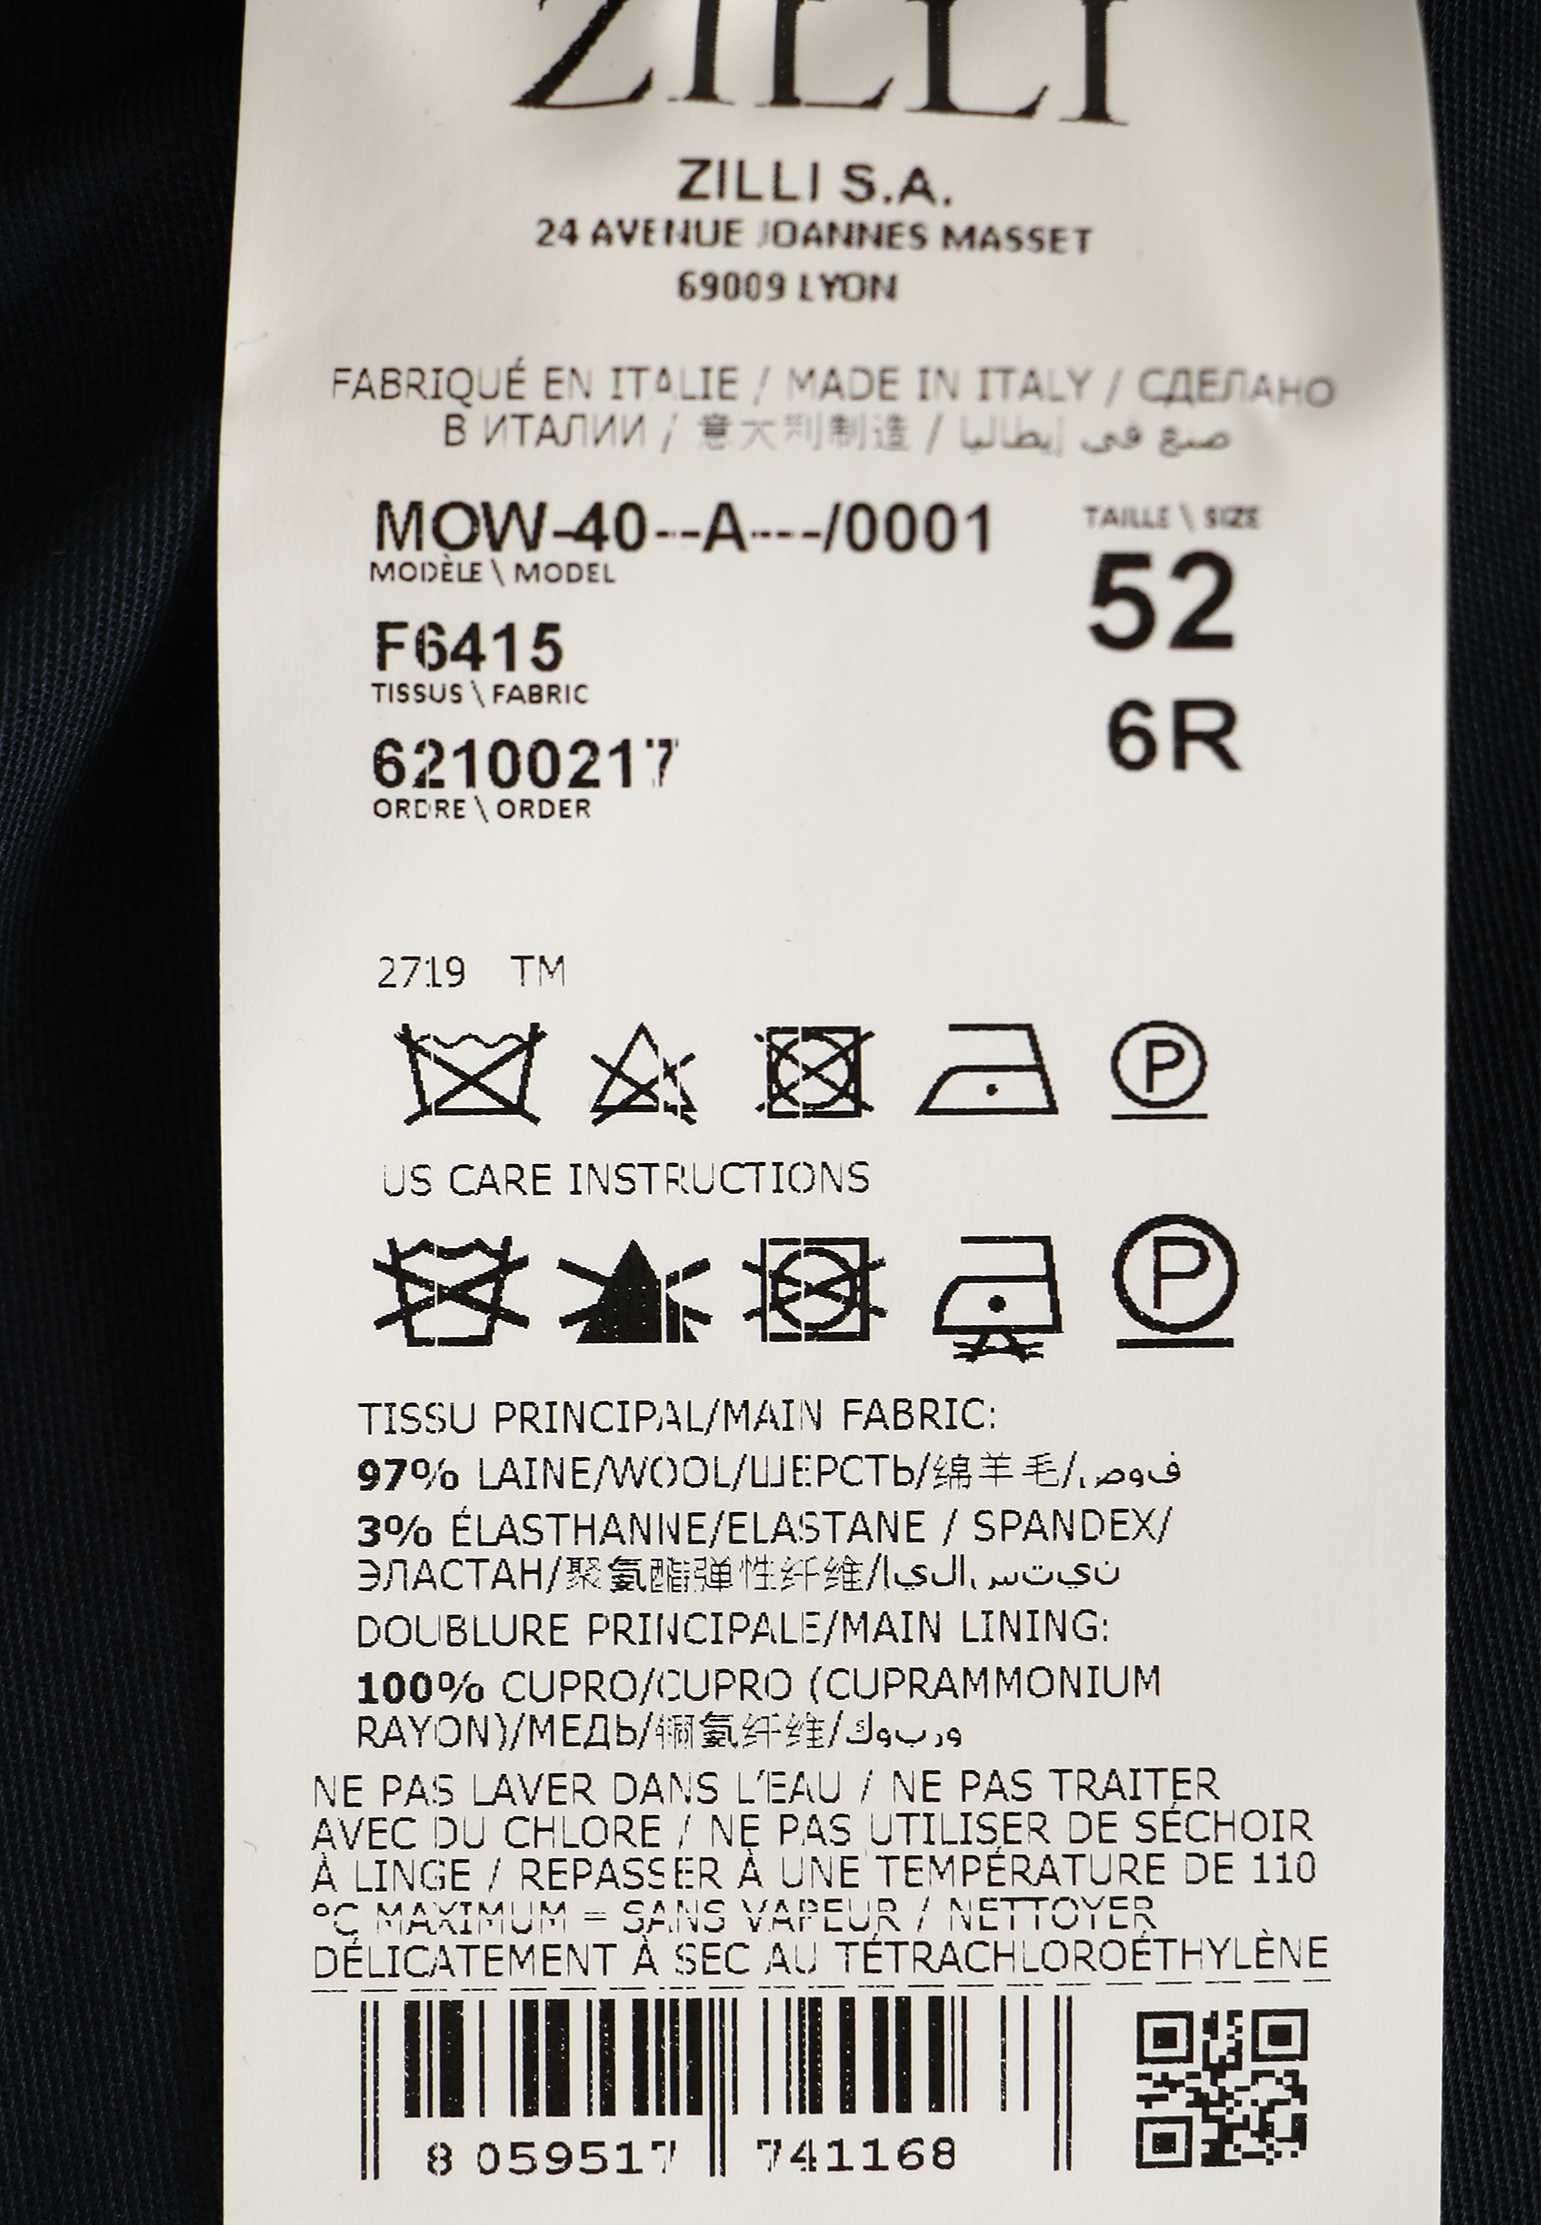 ZILLI
ZILLI S.A.
24 AVENUE JOANNES MASSET
69009 LYON
FABRIQUÉ EN ITALIE / MADE IN ITALY / СДЕЛАНО
В ИТАЛИИ / 意大利制造 / صنع في إيطاليا
MOW-40--A---/0001
MODÈLE \ MODEL
TAILLE \ SIZE
52
F6415
TISSUS \ FABRIC
6R
62100217
ORDRE \ ORDER
2719 TM
P
US CARE INSTRUCTIONS
P
TISSU PRINCIPAL/MAIN FABRIC:
97% LAINE/WOOL/ШЕРСТЬ/绵羊毛/فوص
3% ÉLASTHANNE/ELASTANE / SPANDEX/
ЭЛАСТАН/聚氨酯弹性纤维/نيتساليا
DOUBLURE PRINCIPALE/MAIN LINING:
100% CUPRO/CUPRO (CUPRAMMONIUM
RAYON)/МЕДЬ/铜氨纤维/وربوك
NE PAS LAVER DANS L'EAU / NE PAS TRAITER
AVEC DU CHLORE / NE PAS UTILISER DE SÉCHOIR
À LINGE / REPASSER À UNE TEMPÉRATURE DE 110
°C MAXIMUM = SANS VAPEUR / NETTOYER
DÉLICATEMENT À SEC AU TÉTRACHLOROÉTHYLÈNE
8 059517 741168